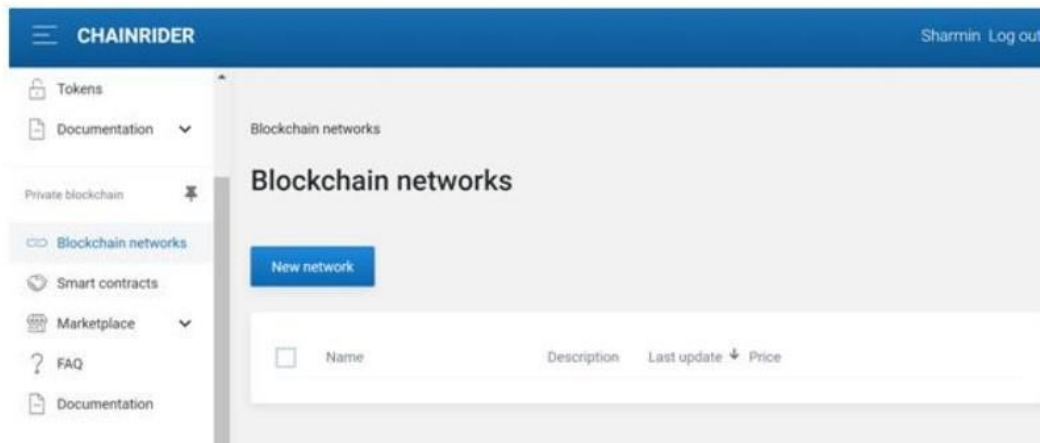 CHAINRIDER
Sharmin Log out
Tokens
Documentation
Private blockchain
Blockchain networks
Smart contracts
Marketplace
FAQ
Documentation
Blockchain networks
Blockchain networks
New network
Name Description Last update Price